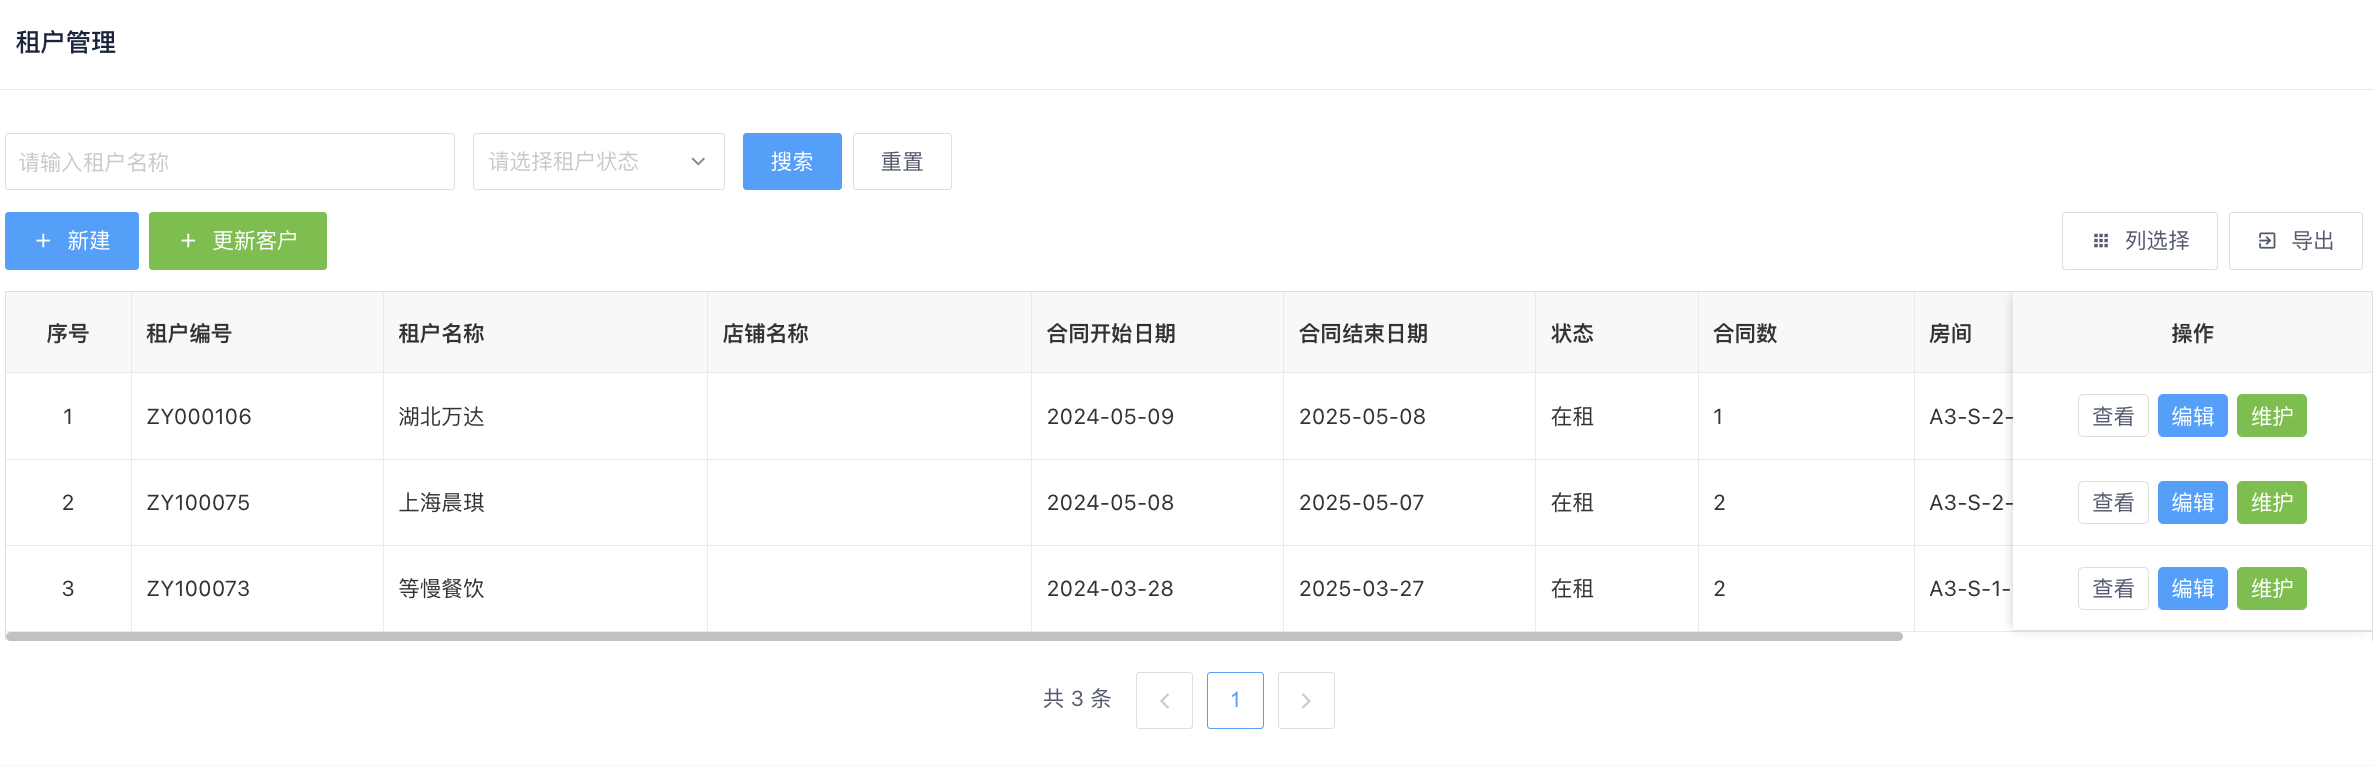 租户管理
请输入租户名称 请选择租户状态 搜索 重置
新建 更新客户 列选择 导出
序号 租户编号 租户名称 店铺名称 合同开始日期 合同结束日期 状态 合同数 房间 操作
1 ZY000106 湖北万达 2024-05-09 2025-05-08 在租 1 A3-S-2- 查看 编辑 维护
2 ZY100075 上海晨琪 2024-05-08 2025-05-07 在租 2 A3-S-2- 查看 编辑 维护
3 ZY100073 等慢餐饮 2024-03-28 2025-03-27 在租 2 A3-S-1- 查看 编辑 维护
共 3 条 1